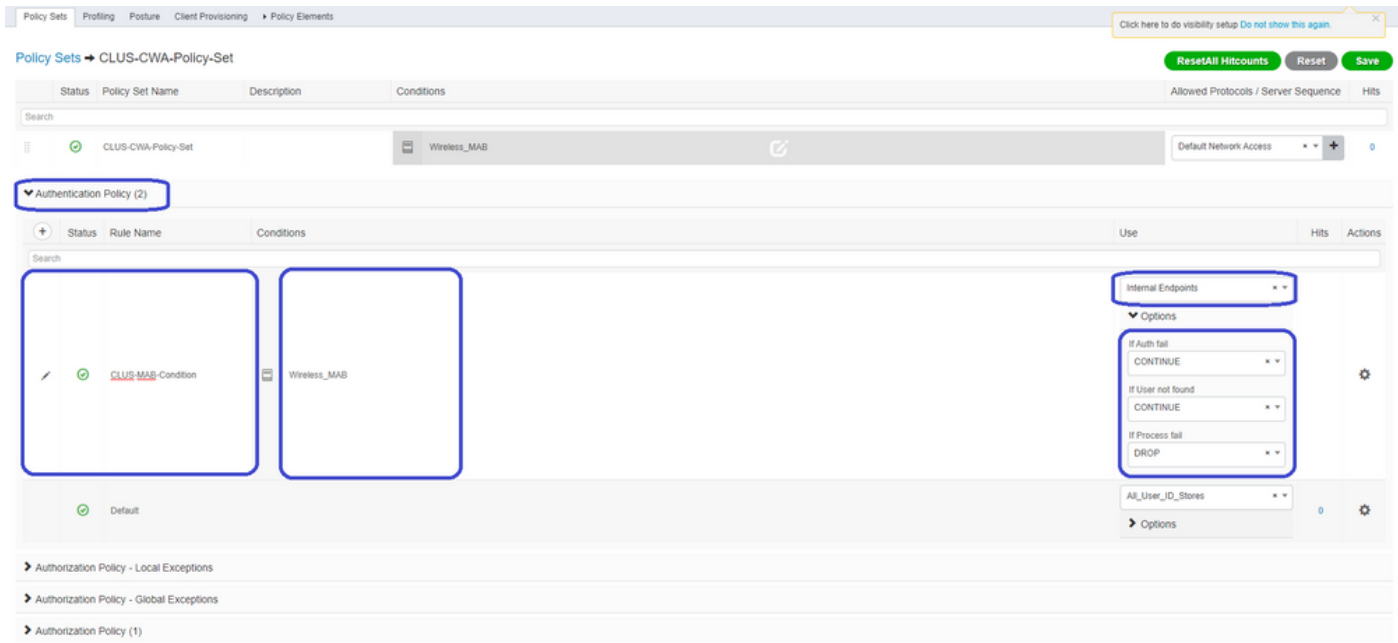 Policy Sets Profiling Posture Client Provisioning Policy Elements
Click here to do visibility setup Do not show this again.
Policy Sets → CLUS-CWA-Policy-Set
ResetAll Hitcounts Reset Save
Status Policy Set Name Description Conditions Allowed Protocols / Server Sequence Hits
Search
CLUS-CWA-Policy-Set Wireless_MAB Default Network Access 0
Authentication Policy (2)
Status Rule Name Conditions Use Hits Actions
Search
Internal Endpoints
Options
If Auth fail
CONTINUE
CLUS-MAB-Condition Wireless_MAB
If User not found
CONTINUE
If Process fail
DROP
All_User_ID_Stores
Default 0
Options
Authorization Policy - Local Exceptions
Authorization Policy - Global Exceptions
Authorization Policy (1)